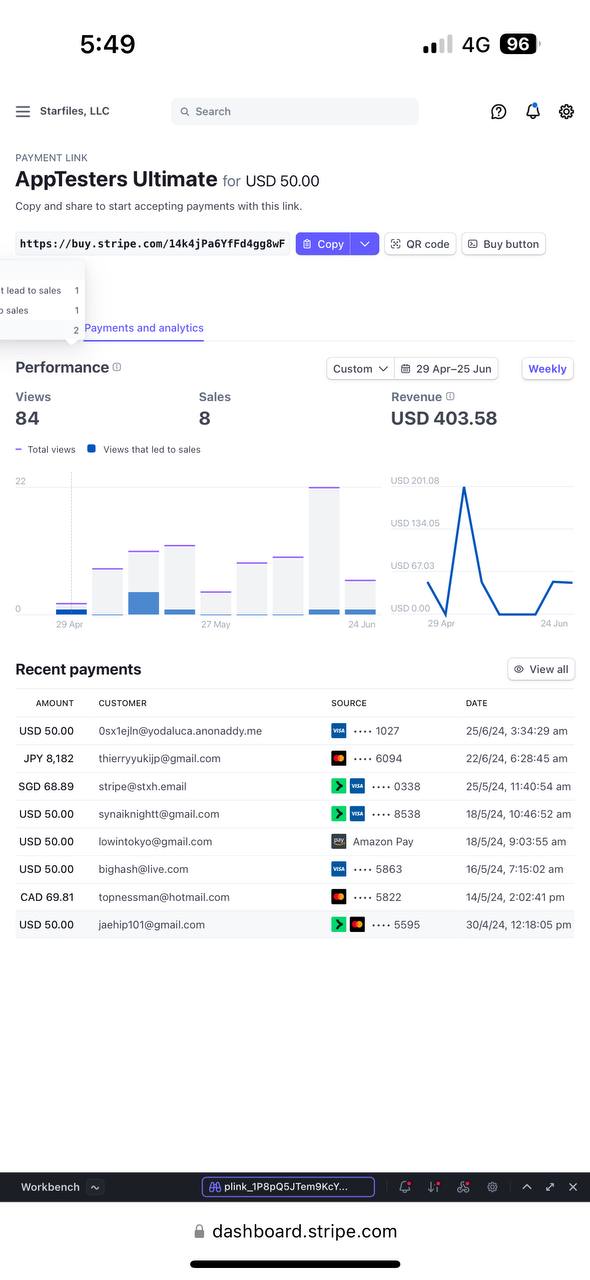 5:49 4G 96
Starfiles, LLC Search
PAYMENT LINK
AppTesters Ultimate for USD 50.00
Copy and share to start accepting payments with this link.
https://buy.stripe.com/14k4jPa6YfFd4gg8wF Copy QR code Buy button
t lead to sales 1
o sales 1
2
Payments and analytics
Performance Custom 29 Apr–25 Jun Weekly
Views Sales Revenue
84 8 USD 403.58
Total views Views that led to sales
22 USD 201.08
USD 134.05
USD 67.03
0 USD 0.00
29 Apr 27 May 24 Jun 29 Apr 24 Jun
Recent payments View all
AMOUNT CUSTOMER SOURCE DATE
USD 50.00 0sx1ejln@yodaluca.anonaddy.me VISA •••• 1027 25/6/24, 3:34:29 am
JPY 8,182 thierryyukijp@gmail.com •••• 6094 22/6/24, 6:28:45 am
SGD 68.89 stripe@stxh.email VISA •••• 0338 25/5/24, 11:40:54 am
USD 50.00 synaiknightt@gmail.com VISA •••• 8538 18/5/24, 10:46:52 am
USD 50.00 lowintokyo@gmail.com pay Amazon Pay 18/5/24, 9:03:55 am
USD 50.00 bighash@live.com VISA •••• 5863 16/5/24, 7:15:02 am
CAD 69.81 topnessman@hotmail.com •••• 5822 14/5/24, 2:02:41 pm
USD 50.00 jaehip101@gmail.com •••• 5595 30/4/24, 12:18:05 pm
Workbench plink_1P8pQ5JTem9KcY...
dashboard.stripe.com